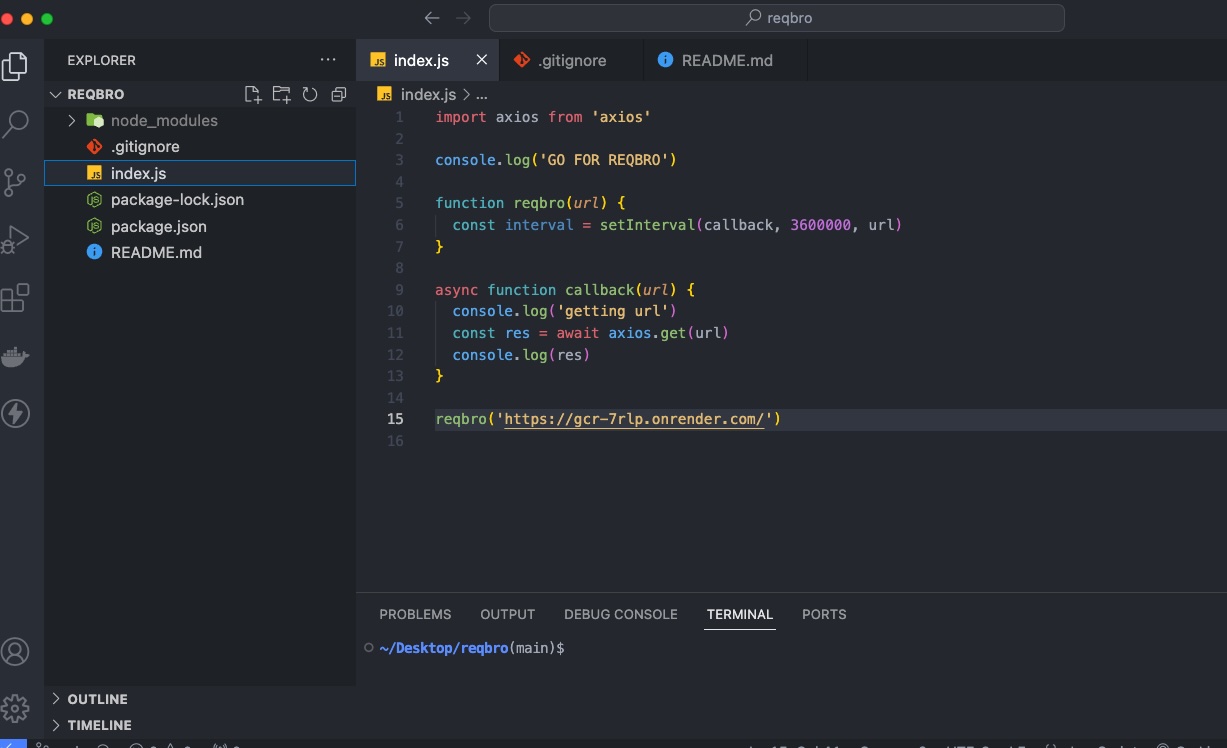 reqbro
EXPLORER
index.js
.gitignore
README.md
REQBRO
index.js > ...
node_modules
.gitignore
index.js
package-lock.json
package.json
README.md
1 import axios from 'axios'
2
3 console.log('GO FOR REQBRO')
4
5 function reqbro(url) {
6 const interval = setInterval(callback, 3600000, url)
7 }
8
9 async function callback(url) {
10 console.log('getting url')
11 const res = await axios.get(url)
12 console.log(res)
13 }
14
15 reqbro('https://gcr-7rlp.onrender.com/')
16
PROBLEMS OUTPUT DEBUG CONSOLE TERMINAL PORTS
~/Desktop/reqbro(main)$
OUTLINE
TIMELINE